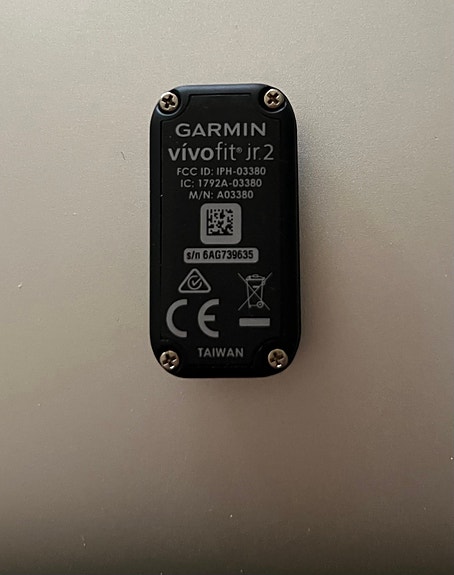 GARMIN
vívofit® jr.2
FCC ID: IPH-03380
IC: 1792A-03380
M/N: A03380
s/n 6AG739635
CE
TAIWAN